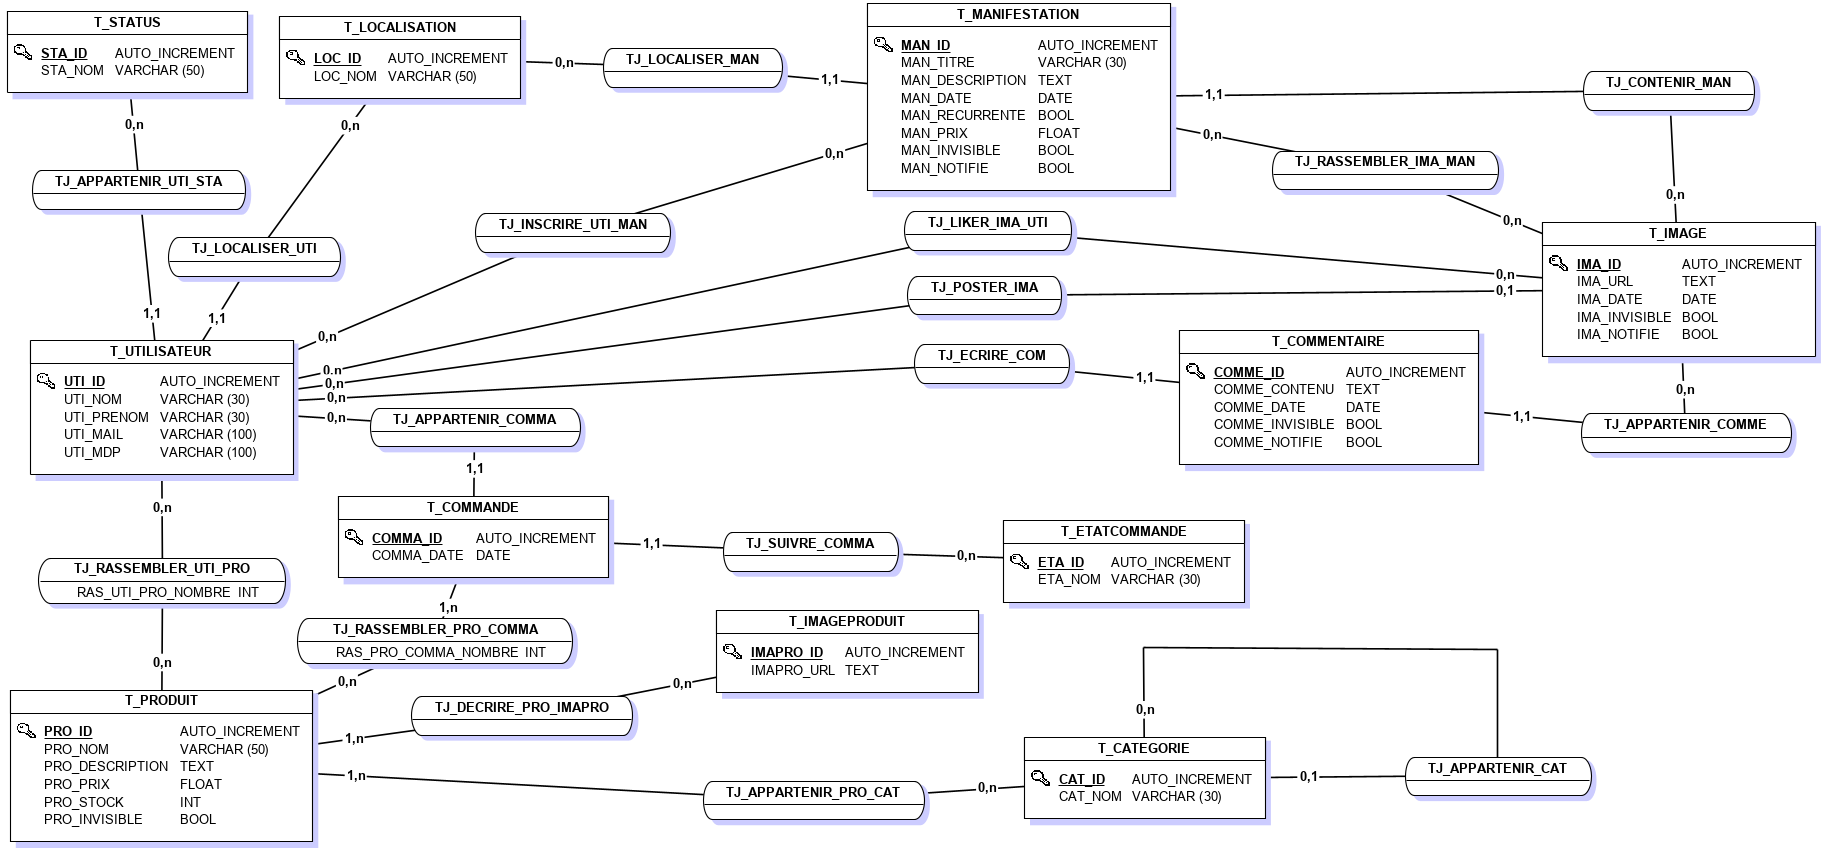 T_STATUS
STA_ID AUTO_INCREMENT
STA_NOM VARCHAR (50)
T_LOCALISATION
LOC_ID AUTO_INCREMENT
LOC_NOM VARCHAR (50)
0,n
TJ_LOCALISER_MAN
1,1
T_MANIFESTATION
MAN_ID AUTO_INCREMENT
MAN_TITRE VARCHAR (30)
MAN_DESCRIPTION TEXT
MAN_DATE DATE
MAN_RECURRENTE BOOL
MAN_PRIX FLOAT
MAN_INVISIBLE BOOL
MAN_NOTIFIE BOOL
1,1
TJ_CONTENIR_MAN
0,n
0,n
TJ_RASSEMBLER_IMA_MAN
0,n
0,n
TJ_APPARTENIR_UTI_STA
1,1
0,n
TJ_LOCALISER_UTI
1,1
0,n
TJ_INSCRIRE_UTI_MAN
0,n
TJ_LIKER_IMA_UTI
0,n
0,n
TJ_POSTER_IMA
0,1
0,n
T_IMAGE
IMA_ID AUTO_INCREMENT
IMA_URL TEXT
IMA_DATE DATE
IMA_INVISIBLE BOOL
IMA_NOTIFIE BOOL
T_UTILISATEUR
UTI_ID AUTO_INCREMENT
UTI_NOM VARCHAR (30)
UTI_PRENOM VARCHAR (30)
UTI_MAIL VARCHAR (100)
UTI_MDP VARCHAR (100)
0,n
TJ_ECRIRE_COM
1,1
T_COMMENTAIRE
COMME_ID AUTO_INCREMENT
COMME_CONTENU TEXT
COMME_DATE DATE
COMME_INVISIBLE BOOL
COMME_NOTIFIE BOOL
1,1
TJ_APPARTENIR_COMME
0,n
0,n
TJ_APPARTENIR_COMMA
1,1
T_COMMANDE
COMMA_ID AUTO_INCREMENT
COMMA_DATE DATE
1,1
TJ_SUIVRE_COMMA
0,n
T_ETATCOMMANDE
ETA_ID AUTO_INCREMENT
ETA_NOM VARCHAR (30)
0,n
TJ_RASSEMBLER_UTI_PRO
RAS_UTI_PRO_NOMBRE INT
0,n
1,n
TJ_RASSEMBLER_PRO_COMMA
RAS_PRO_COMMA_NOMBRE INT
0,n
T_IMAGEPRODUIT
IMAPRO_ID AUTO_INCREMENT
IMAPRO_URL TEXT
0,n
TJ_DECRIRE_PRO_IMAPRO
1,n
T_PRODUIT
PRO_ID AUTO_INCREMENT
PRO_NOM VARCHAR (50)
PRO_DESCRIPTION TEXT
PRO_PRIX FLOAT
PRO_STOCK INT
PRO_INVISIBLE BOOL
1,n
TJ_APPARTENIR_PRO_CAT
0,n
0,n
T_CATEGORIE
CAT_ID AUTO_INCREMENT
CAT_NOM VARCHAR (30)
0,1
TJ_APPARTENIR_CAT